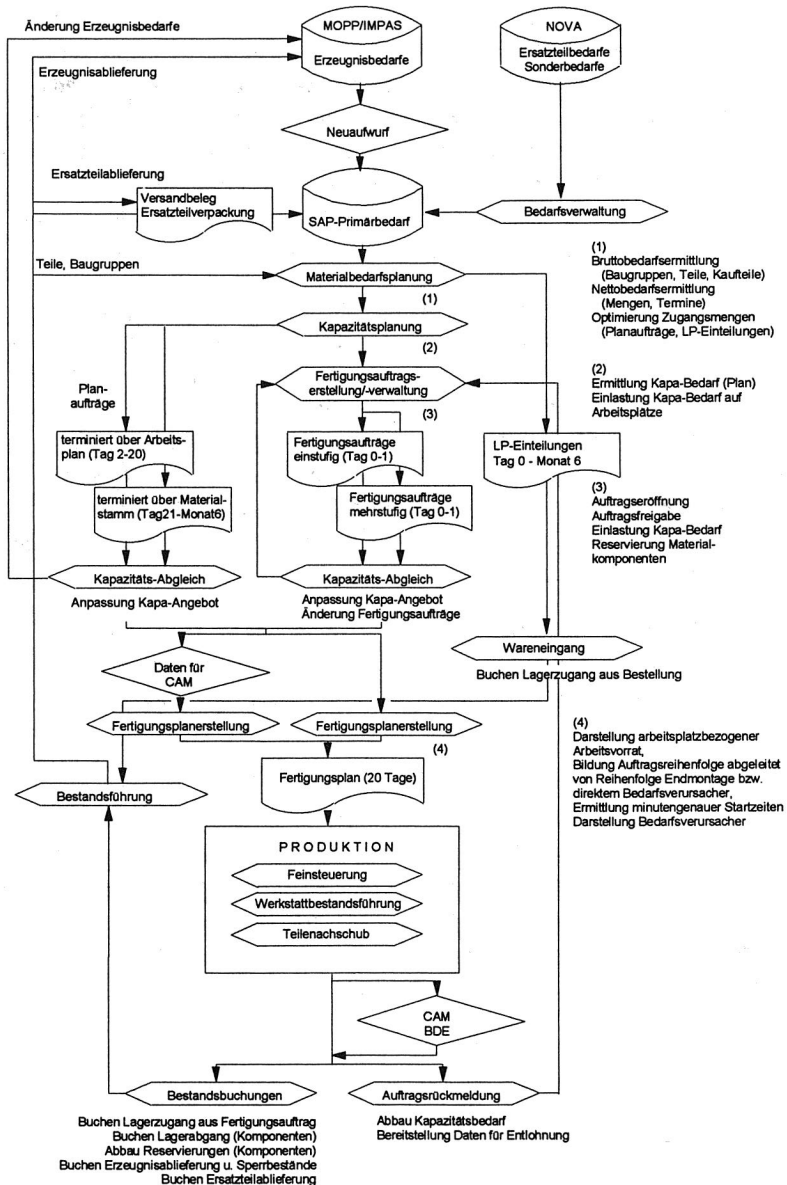 Änderung Erzeugnisbedarfe
MOPP/IMPAS
Erzeugnisbedarfe
NOVA
Ersatzteilbedarfe
Sonderbedarfe
Erzeugnisablieferung
Neuaufwurf
Ersatzteilablieferung
Versandbeleg
Ersatzteilverpackung
SAP-Primärbedarf
Bedarfsverwaltung
Teile, Baugruppen
Materialbedarfsplanung
(1)
Bruttobedarfsermittlung
(Baugruppen, Teile, Kaufteile)
Nettobedarfsermittlung
(Mengen, Termine)
Optimierung Zugangsmengen
(Planaufträge, LP-Einteilungen)
(1)
Kapazitätsplanung
(2)
Plan-
aufträge
Fertigungsauftrags-
erstellung/-verwaltung
(2)
Ermittlung Kapa-Bedarf (Plan)
Einlastung Kapa-Bedarf auf
Arbeitsplätze
(3)
terminiert über Arbeits-
plan (Tag 2-20)
Fertigungsaufträge
einstufig (Tag 0-1)
LP-Einteilungen
Tag 0 - Monat 6
terminiert über Material-
stamm (Tag21-Monat6)
Fertigungsaufträge
mehrstufig (Tag 0-1)
(3)
Auftragseröffnung
Auftragsfreigabe
Einlastung Kapa-Bedarf
Reservierung Material-
komponenten
Kapazitäts-Abgleich
Anpassung Kapa-Angebot
Kapazitäts-Abgleich
Anpassung Kapa-Angebot
Änderung Fertigungsaufträge
Wareneingang
Buchen Lagerzugang aus Bestellung
Daten für
CAM
Fertigungsplanerstellung
Fertigungsplanerstellung
(4)
(4)
Darstellung arbeitsplatzbezogener
Arbeitsvorrat,
Bildung Auftragsreihenfolge abgeleitet
von Reihenfolge Endmontage bzw.
direktem Bedarfsverursacher,
Ermittlung minutengenauer Startzeiten
Darstellung Bedarfsverursacher
Fertigungsplan (20 Tage)
Bestandsführung
PRODUKTION
Feinsteuerung
Werkstattbestandsführung
Teilenachschub
CAM
BDE
Bestandsbuchungen
Auftragsrückmeldung
Buchen Lagerzugang aus Fertigungsauftrag
Buchen Lagerabgang (Komponenten)
Abbau Reservierungen (Komponenten)
Buchen Erzeugnisablieferung u. Sperrbestände
Buchen Ersatzteilablieferung
Abbau Kapazitätsbedarf
Bereitstellung Daten für Entlohnung